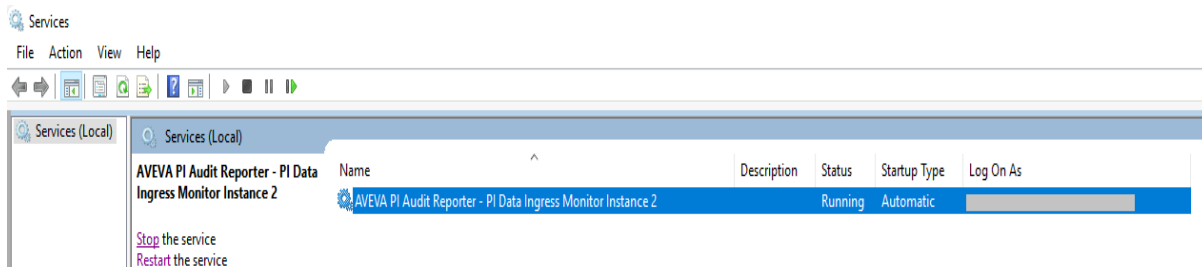 Services
File Action View Help
Services (Local)
Services (Local)
AVEVA PI Audit Reporter - PI Data
Ingress Monitor Instance 2
Stop the service
Restart the service
Name Description Status Startup Type Log On As
AVEVA PI Audit Reporter - PI Data Ingress Monitor Instance 2 Running Automatic